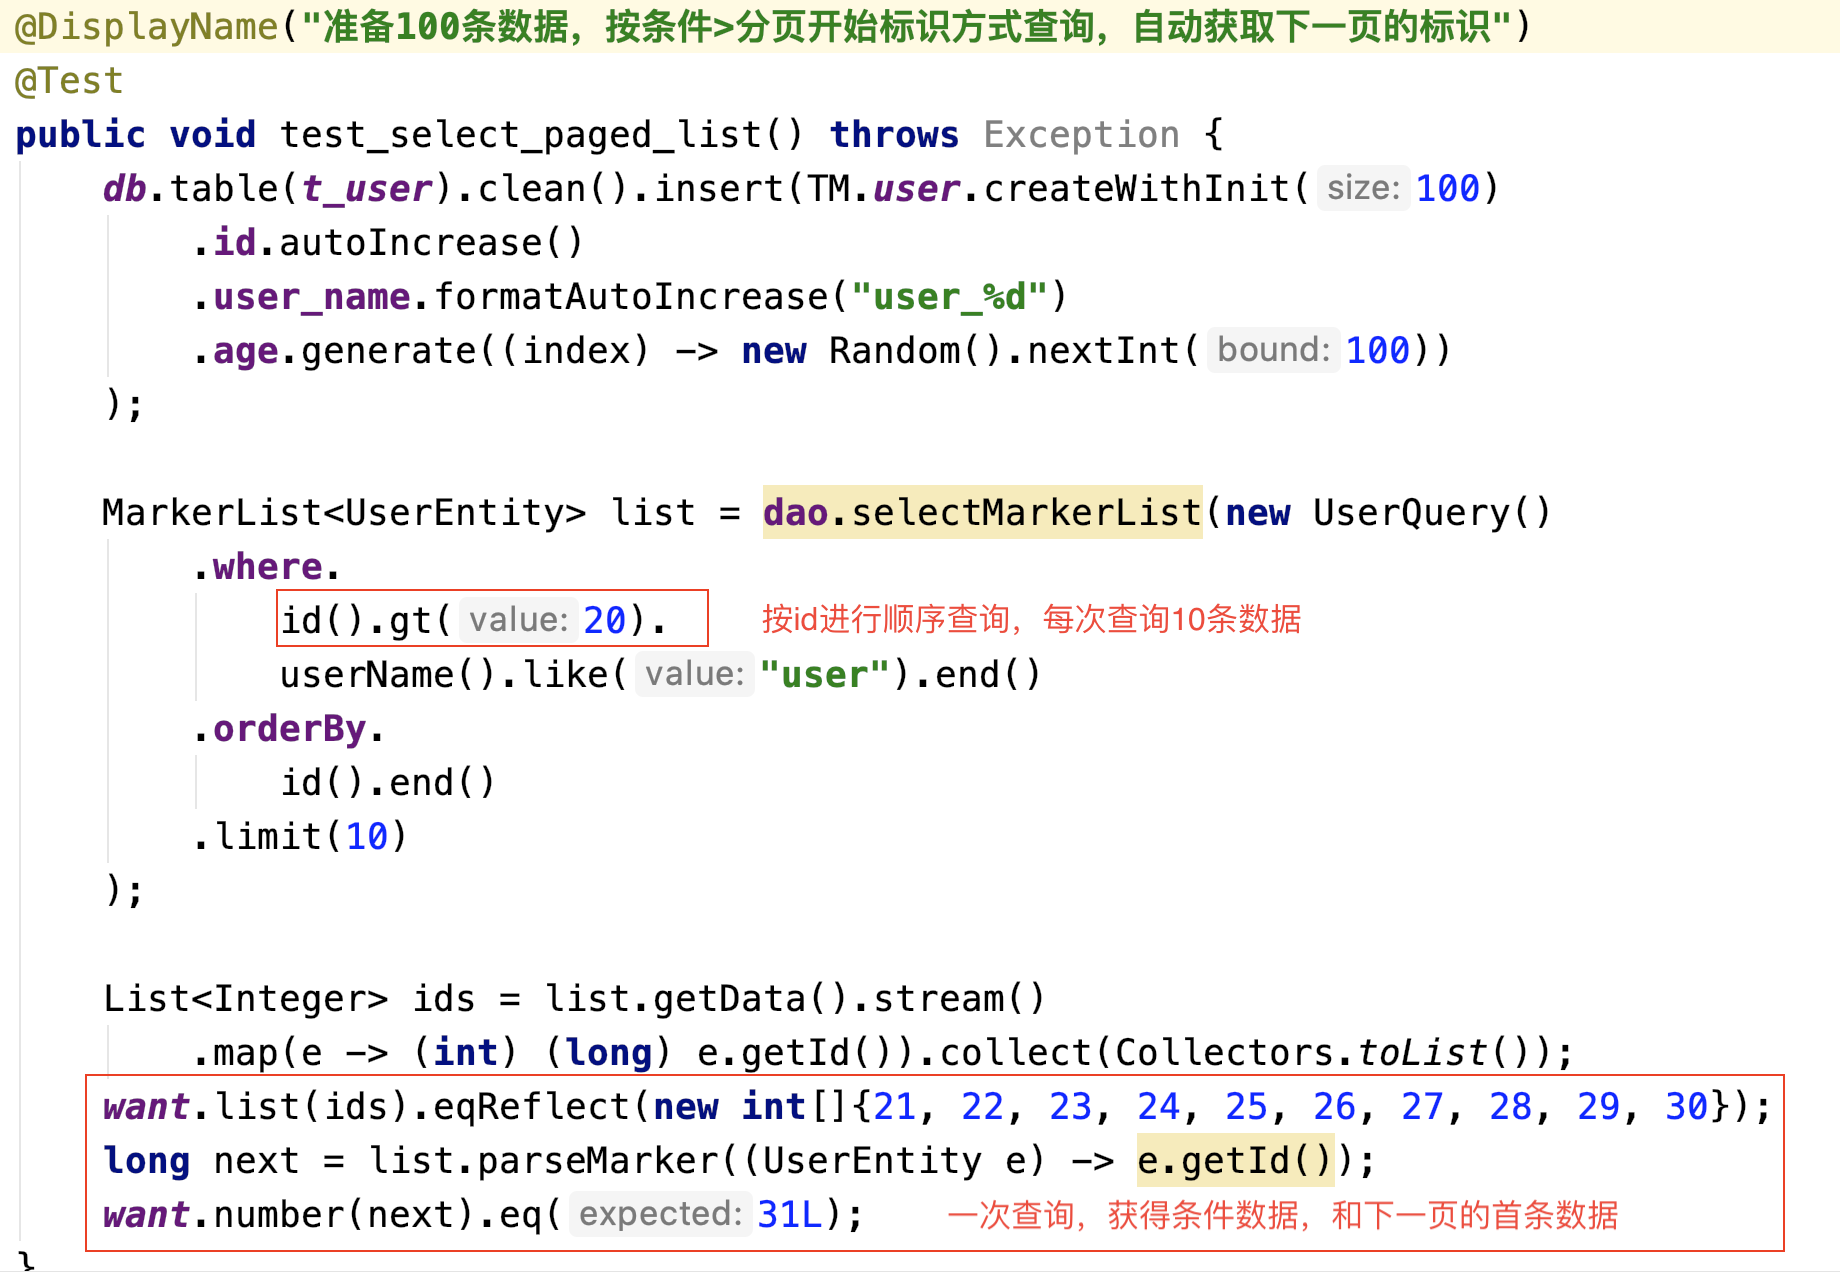 @DisplayName("准备100条数据，按条件>分页开始标识方式查询，自动获取下一页的标识")
@Test
public void test_select_paged_list() throws Exception {
db.table(t_user).clean().insert(TM.user.createWithInit( size: 100)
.id.autoIncrease()
.user_name.formatAutoIncrease("user_%d")
.age.generate((index) -> new Random().nextInt( bound: 100))
);
MarkerList<UserEntity> list = dao.selectMarkerList(new UserQuery()
.where.
id().gt( value: 20). 按id进行顺序查询，每次查询10条数据
userName().like( value: "user").end()
.orderBy.
id().end()
.limit(10)
);
List<Integer> ids = list.getData().stream()
.map(e -> (int) (long) e.getId()).collect(Collectors.toList());
want.list(ids).eqReflect(new int[]{21, 22, 23, 24, 25, 26, 27, 28, 29, 30});
long next = list.parseMarker((UserEntity e) -> e.getId());
want.number(next).eq( expected: 31L); 一次查询，获得条件数据，和下一页的首条数据
}